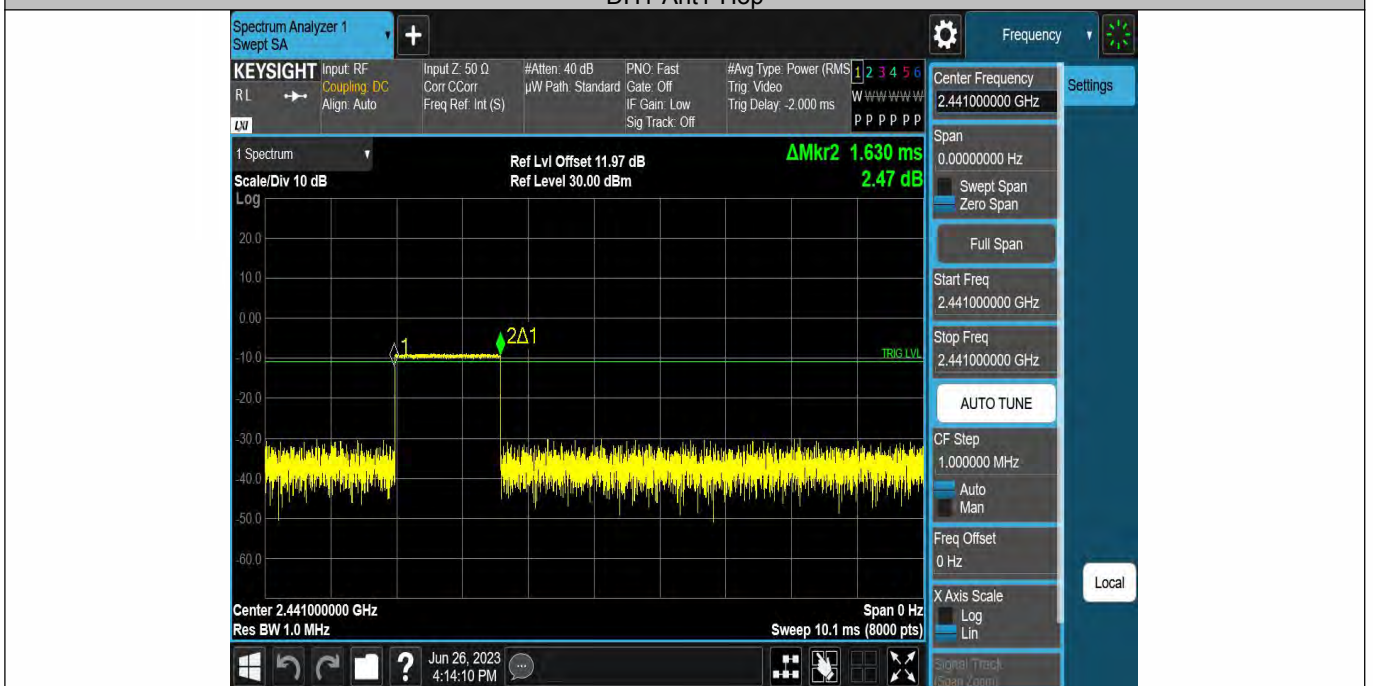 Spectrum Analyzer 1
Swept SA
Frequency
KEYSIGHT
RL
LXI
Input: RF
Coupling: DC
Align: Auto
Input Z: 50 Ω
Corr CCorr
Freq Ref: Int (S)
#Atten: 40 dB
µW Path: Standard
PNO: Fast
Gate: Off
IF Gain: Low
Sig Track: Off
#Avg Type: Power (RMS
Trig: Video
Trig Delay: -2.000 ms
1 2 3 4 5 6
W W W W W W
P P P P P P
1 Spectrum
Scale/Div 10 dB
Log
Ref Lvl Offset 11.97 dB
Ref Level 30.00 dBm
ΔMkr2 1.630 ms
2.47 dB
20.0
10.0
0.00
-10.0
-20.0
-30.0
-40.0
-50.0
-60.0
1
2Δ1
TRIG LVL
Center 2.441000000 GHz
Res BW 1.0 MHz
Span 0 Hz
Sweep 10.1 ms (8000 pts)
Center Frequency
2.441000000 GHz
Settings
Span
0.00000000 Hz
Swept Span
Zero Span
Full Span
Start Freq
2.441000000 GHz
Stop Freq
2.441000000 GHz
AUTO TUNE
CF Step
1.000000 MHz
Auto
Man
Freq Offset
0 Hz
Local
X Axis Scale
Log
Lin
Signal Track
(Span Zoom)
?
Jun 26, 2023
4:14:10 PM